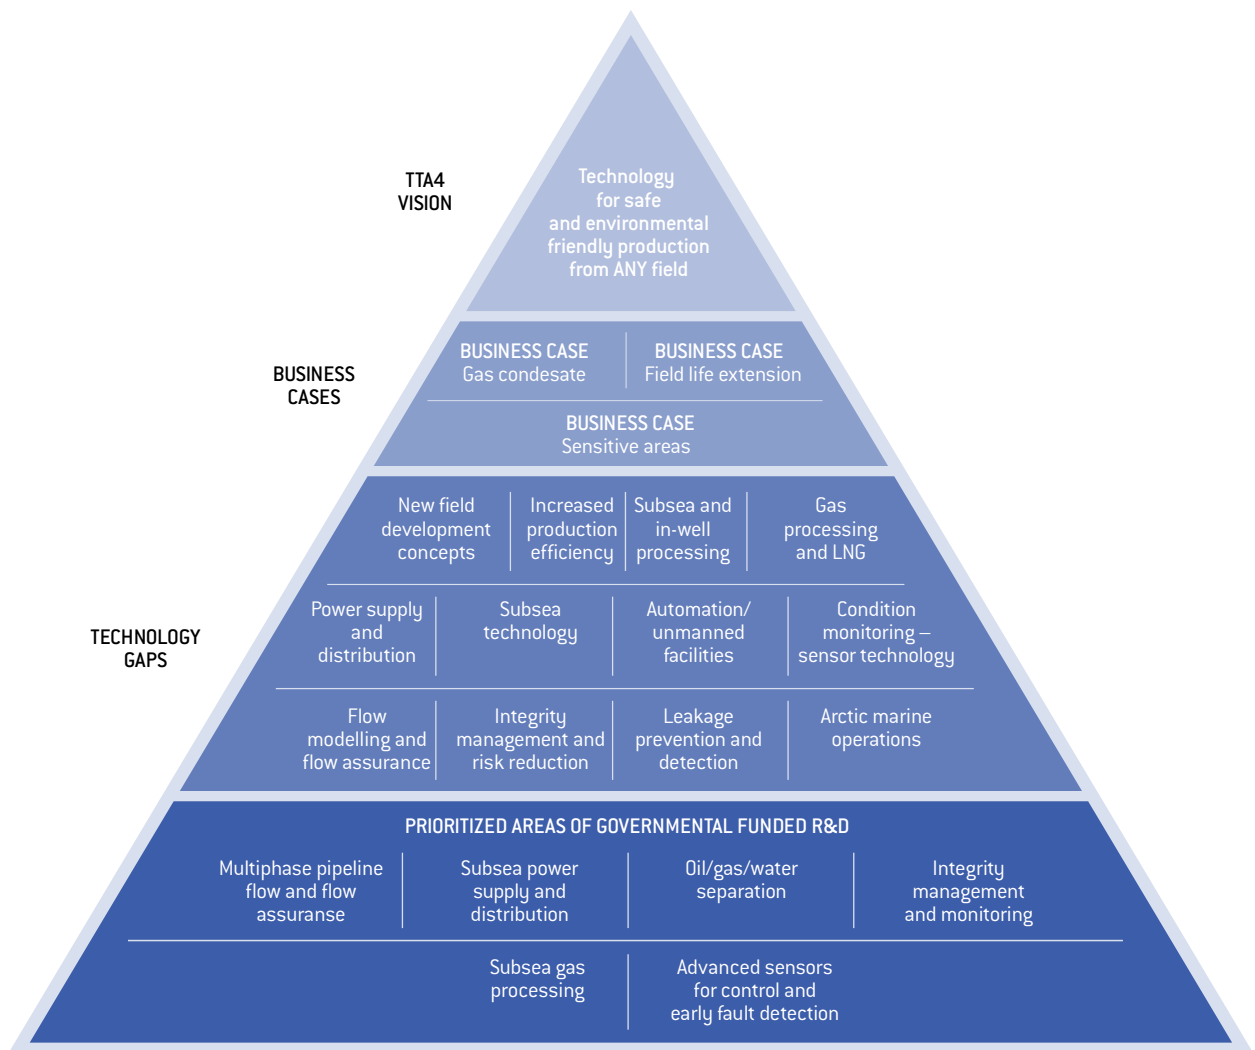 TTA4
VISION
Technology
for safe
and environmental
friendly production
from ANY field
BUSINESS
CASES
BUSINESS CASE
Gas condesate
BUSINESS CASE
Field life extension
BUSINESS CASE
Sensitive areas
TECHNOLOGY
GAPS
New field
development
concepts
Increased
production
efficiency
Subsea and
in-well
processing
Gas
processing
and LNG
Power supply
and
distribution
Subsea
technology
Automation/
unmanned
facilities
Condition
monitoring –
sensor technology
Flow
modelling and
flow assurance
Integrity
management and
risk reduction
Leakage
prevention and
detection
Arctic marine
operations
PRIORITIZED AREAS OF GOVERNMENTAL FUNDED R&D
Multiphase pipeline
flow and flow
assuranse
Subsea power
supply and
distribution
Oil/gas/water
separation
Integrity
management
and monitoring
Subsea gas
processing
Advanced sensors
for control and
early fault detection